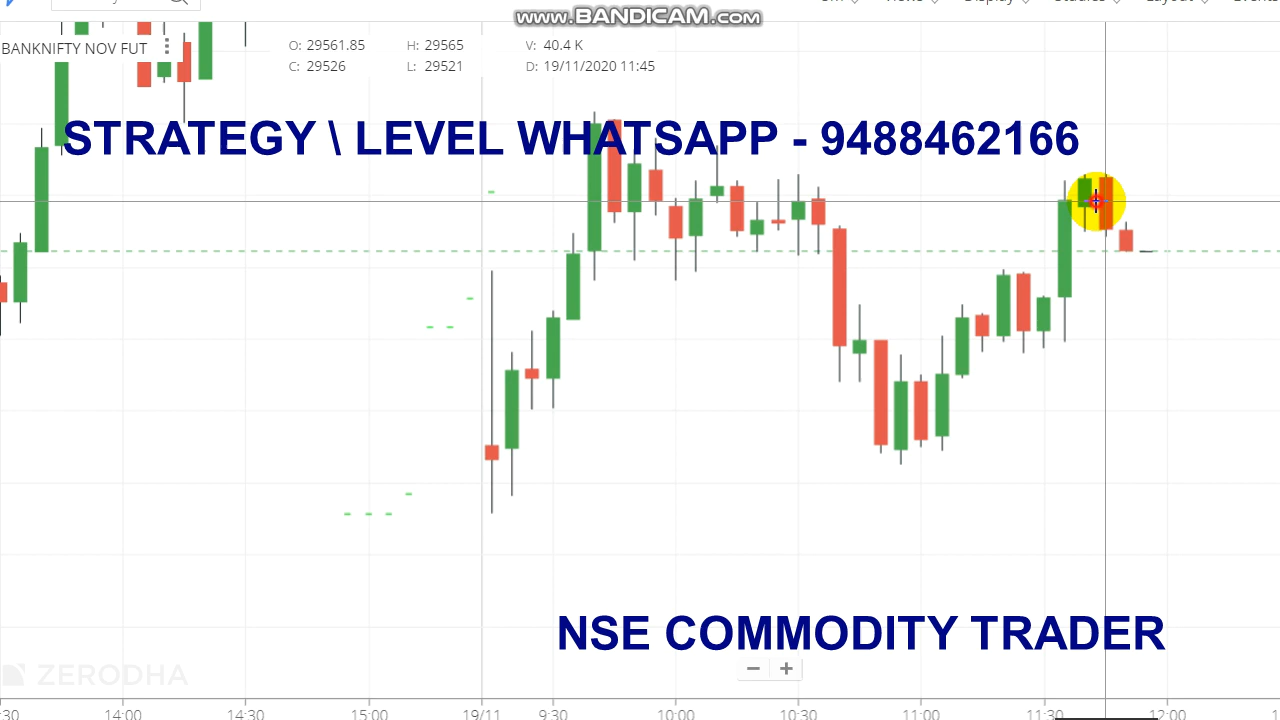 www.BANDICAM.com
BANKNIFTY NOV FUT
O: 29561.85 H: 29565 V: 40.4 K
C: 29526 L: 29521 D: 19/11/2020 11:45
STRATEGY \ LEVEL WHATSAPP - 9488462166
NSE COMMODITY TRADER
ZERODHA
14:00 14:30 15:00 19/11 9:30 10:00 10:30 11:00 11:30 12:00